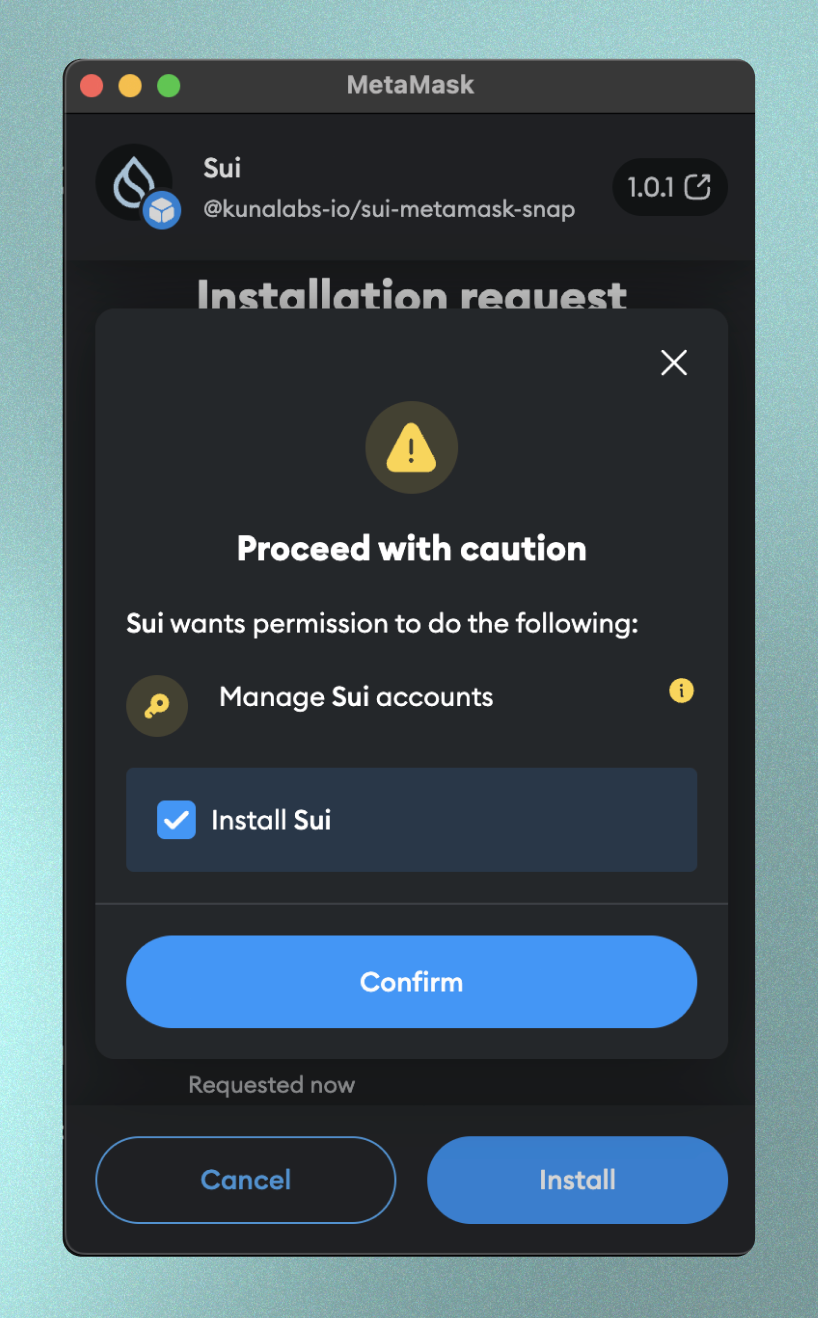 MetaMask
Sui
@kunalabs-io/sui-metamask-snap
1.0.1
Installation request
Proceed with caution
Sui wants permission to do the following:
Manage Sui accounts
Install Sui
Confirm
Requested now
Cancel
Install